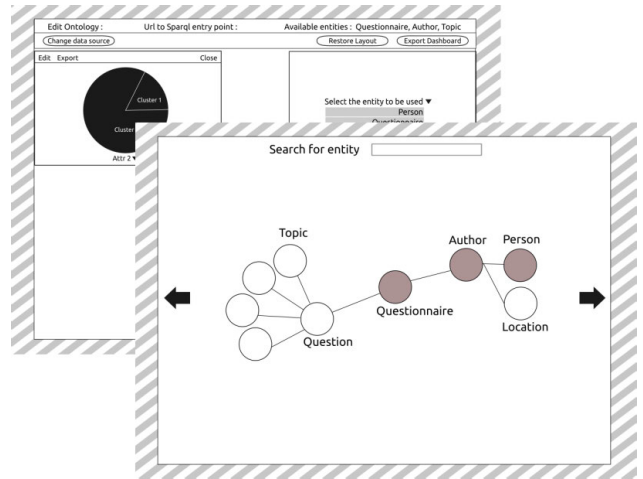 Edit Ontology : Url to Sparql entry point : Available entities : Questionnaire, Author, Topic
Change data source Restore Layout Export Dashboard
Edit Export Close
Cluster 1
Cluster
Attr 2
Select the entity to be used ▼
Person
Questionnaire
Search for entity
Topic
Author Person
Questionnaire
Location
Question